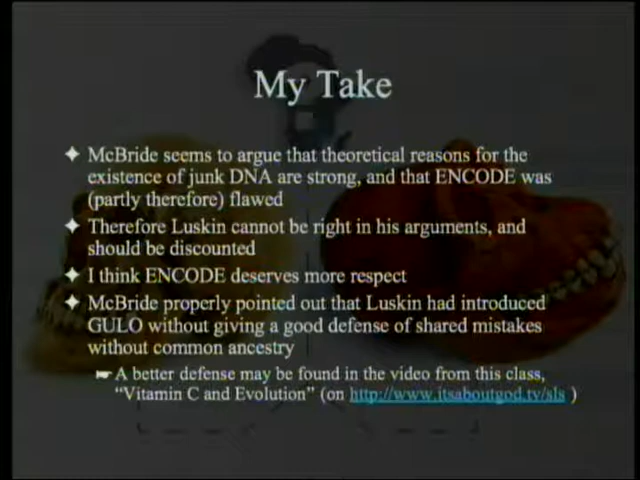 My Take
McBride seems to argue that theoretical reasons for the
existence of junk DNA are strong, and that ENCODE was
(partly therefore) flawed
Therefore Luskin cannot be right in his arguments, and
should be discounted
I think ENCODE deserves more respect
McBride properly pointed out that Luskin had introduced
GULO without giving a good defense of shared mistakes
without common ancestry
A better defense may be found in the video from this class,
“Vitamin C and Evolution” (on http://www.itsaboutgod.tv/sls )